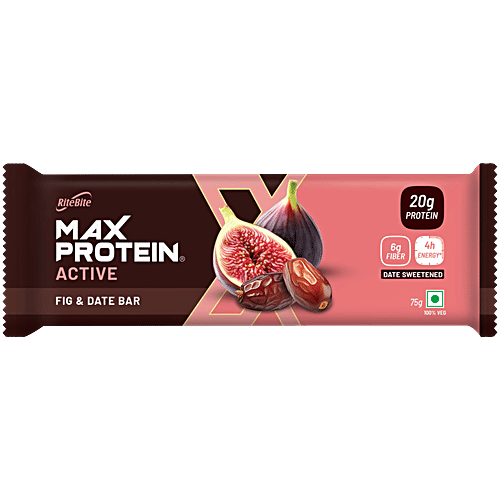 RiteBite
MAX
PROTEIN®
ACTIVE
FIG & DATE BAR
20g
PROTEIN
6g
FIBER
4h
ENERGY*
DATE SWEETENED
75g
100% VEG